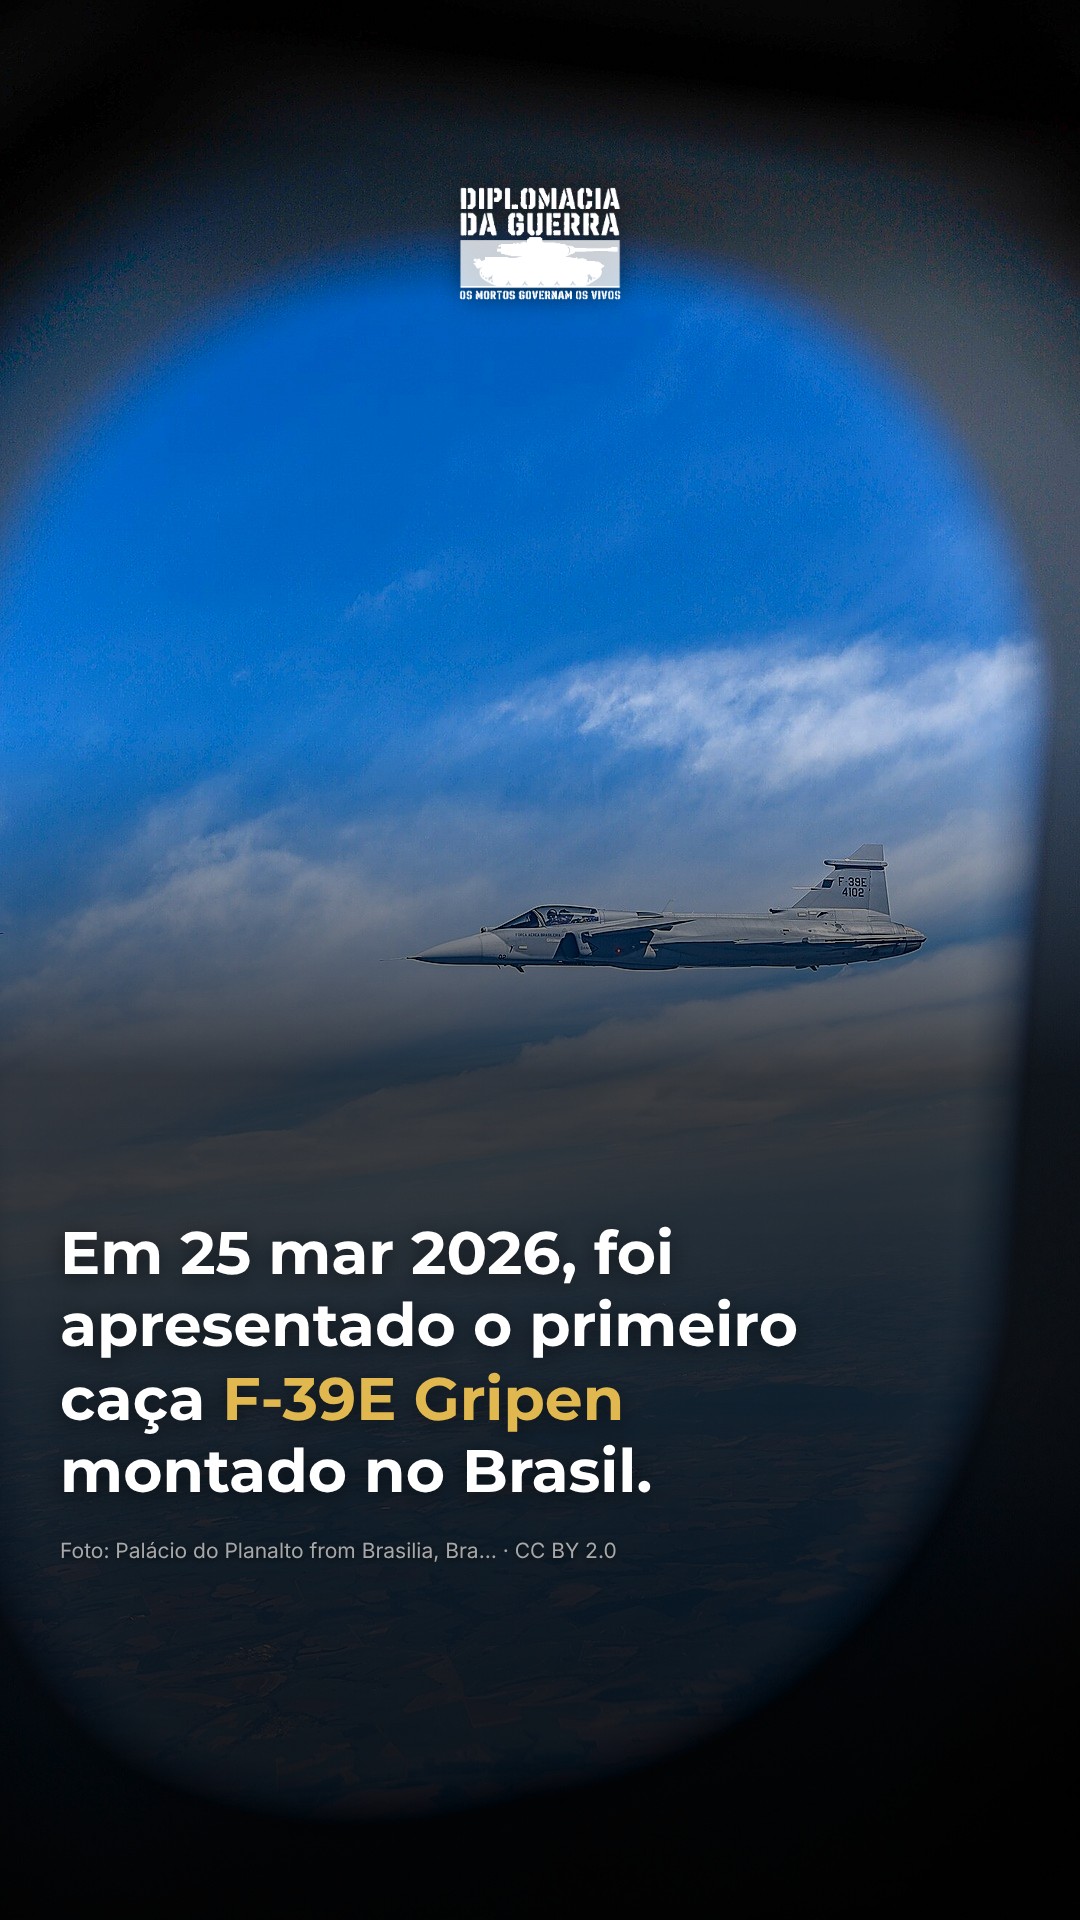 DIPLOMACIA
DA GUERRA
OS MORTOS GOVERNAM OS VIVOS
F-39E
4102
Em 25 mar 2026, foi
apresentado o primeiro
caça F-39E Gripen
montado no Brasil.
Foto: Palácio do Planalto from Brasilia, Bra... · CC BY 2.0